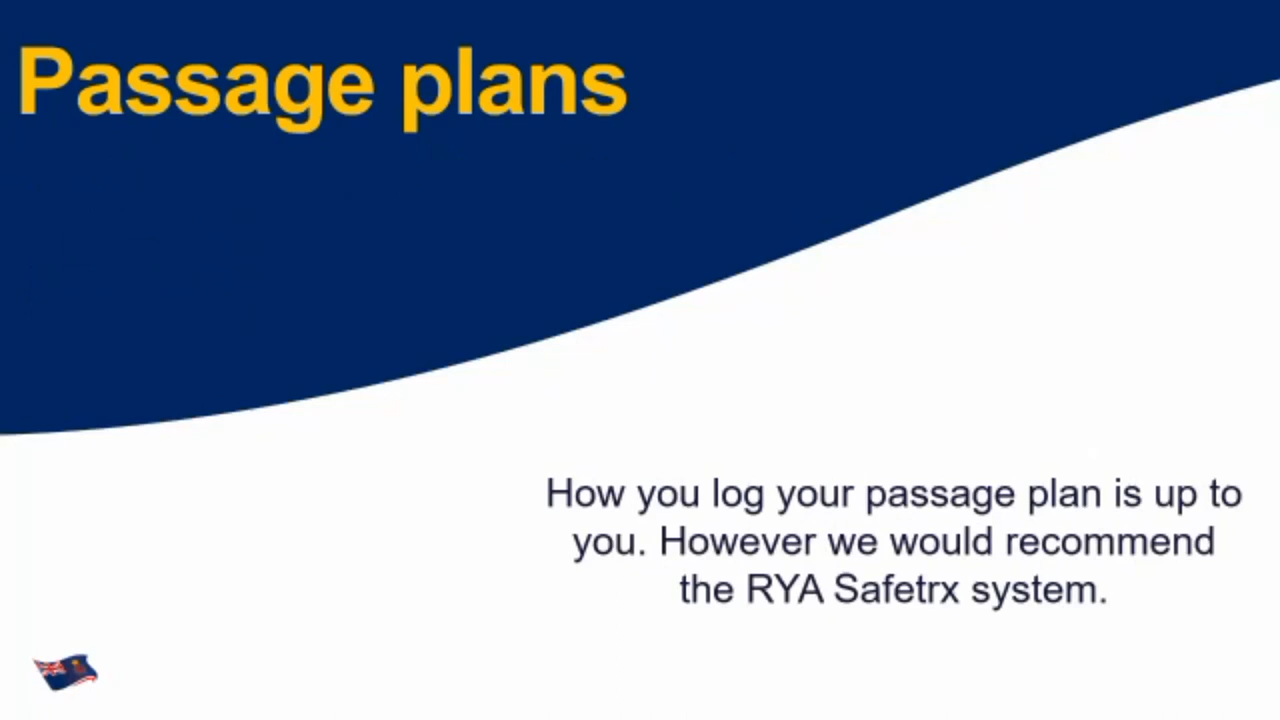 Passage plans
How you log your passage plan is up to
you. However we would recommend
the RYA Safetrx system.